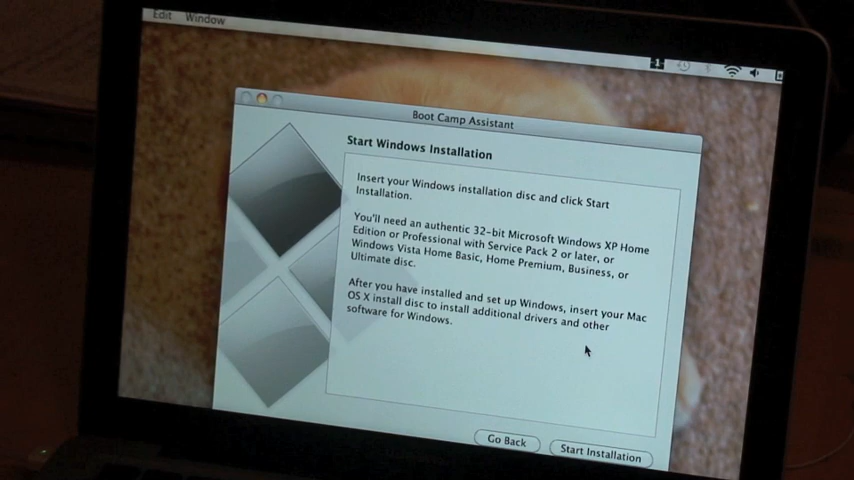 Edit Window
Boot Camp Assistant
Start Windows Installation
Insert your Windows installation disc and click Start
Installation.
You'll need an authentic 32-bit Microsoft Windows XP Home
Edition or Professional with Service Pack 2 or later, or
Windows Vista Home Basic, Home Premium, Business, or
Ultimate disc.
After you have installed and set up Windows, insert your Mac
OS X install disc to install additional drivers and other
software for Windows.
Go Back Start Installation